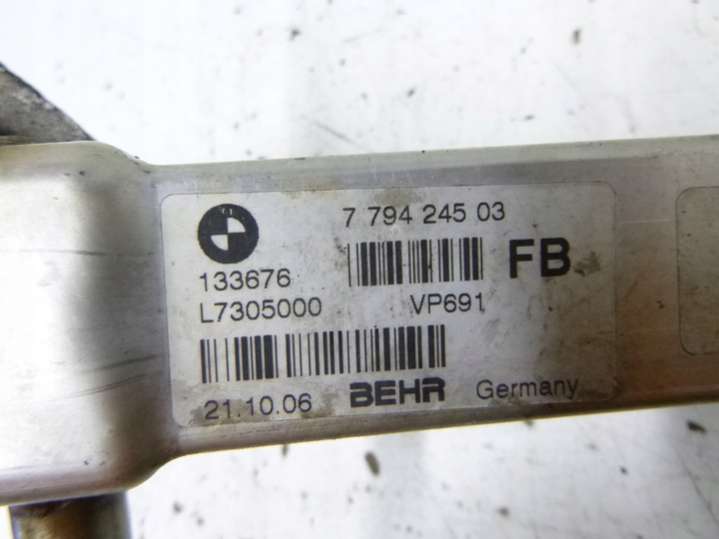 7 794 245 03
133676
FB
L7305000
VP691
21.10.06
BEHR
Germany